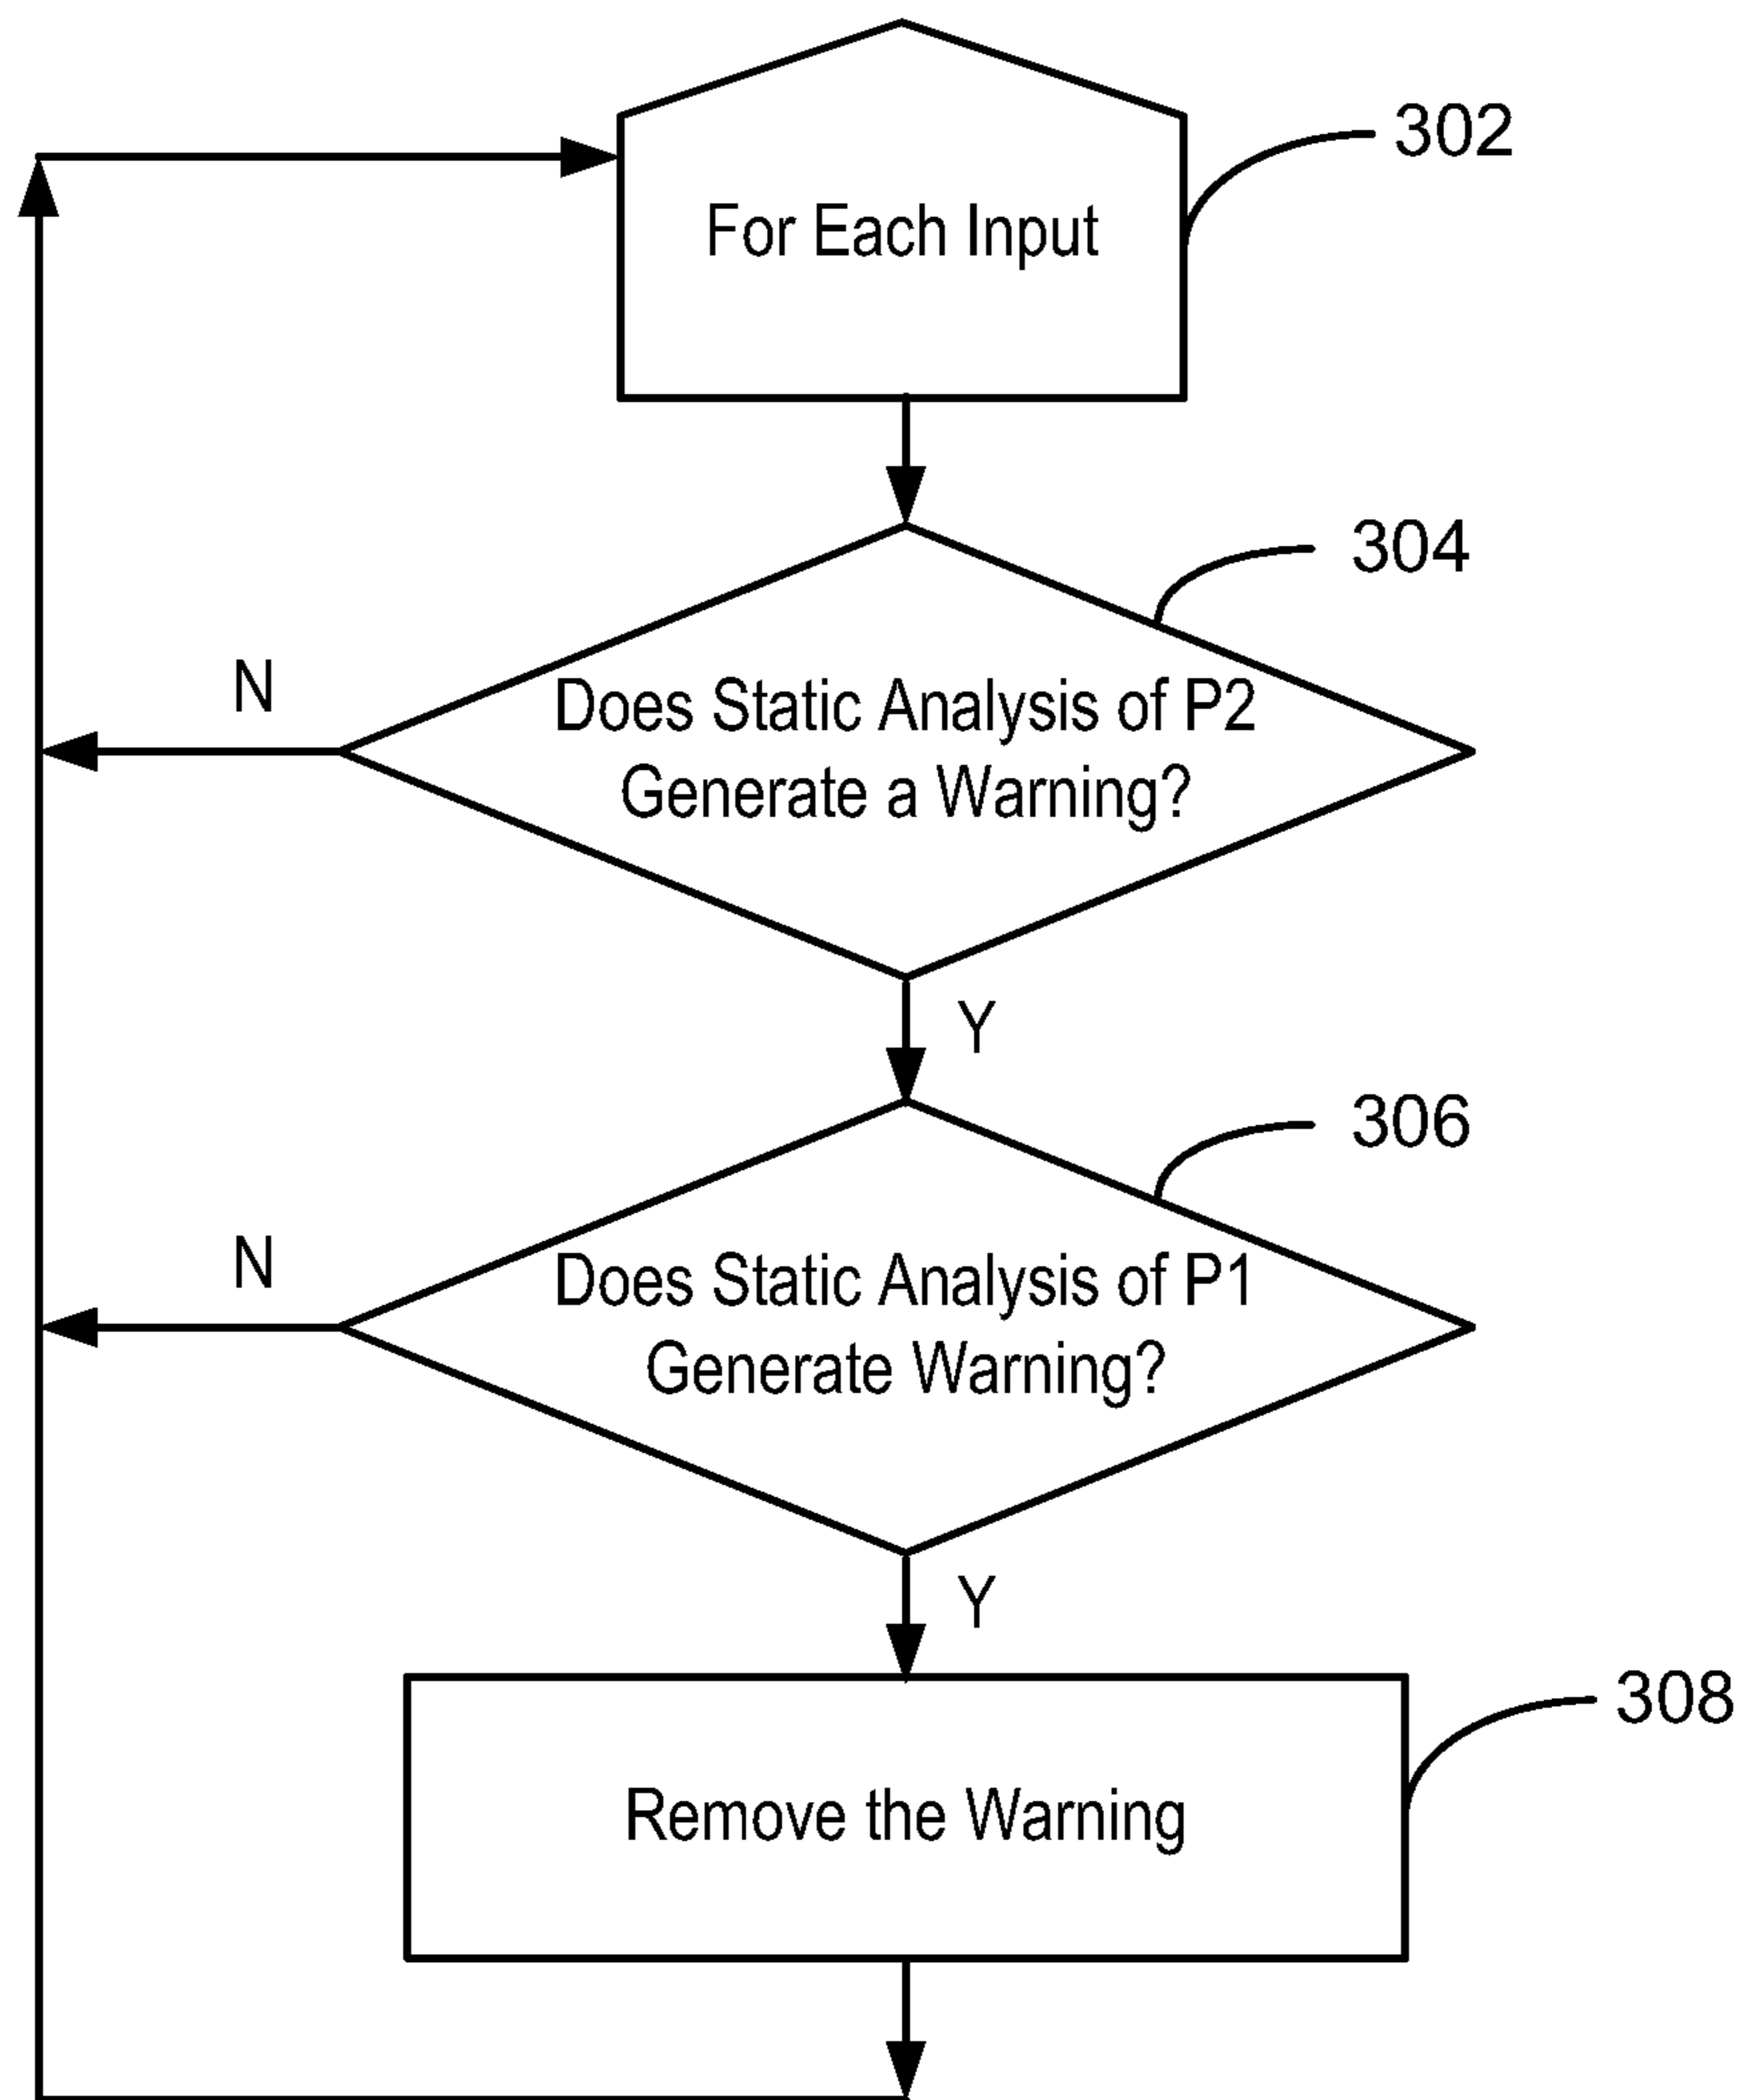 For Each Input
302
304
Does Static Analysis of P2
Generate a Warning?
N
Y
306
Does Static Analysis of P1
Generate Warning?
N
Y
308
Remove the Warning